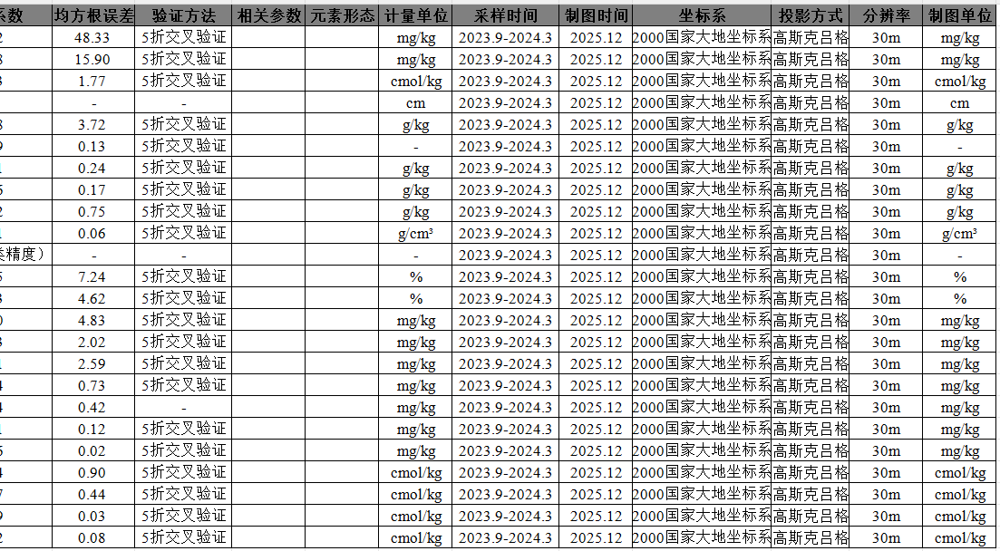 系数 均方根误差 验证方法 相关参数 元素形态 计量单位 采样时间 制图时间 坐标系 投影方式 分辨率 制图单位
2 48.33 5折交叉验证 mg/kg 2023.9-2024.3 2025.12 2000国家大地坐标系 高斯克吕格 30m mg/kg
15.90 5折交叉验证 mg/kg 2023.9-2024.3 2025.12 2000国家大地坐标系 高斯克吕格 30m mg/kg
1.77 5折交叉验证 cmol/kg 2023.9-2024.3 2025.12 2000国家大地坐标系 高斯克吕格 30m cmol/kg
- - cm 2023.9-2024.3 2025.12 2000国家大地坐标系 高斯克吕格 30m cm
3.72 5折交叉验证 g/kg 2023.9-2024.3 2025.12 2000国家大地坐标系 高斯克吕格 30m g/kg
0.13 5折交叉验证 - 2023.9-2024.3 2025.12 2000国家大地坐标系 高斯克吕格 30m -
0.24 5折交叉验证 g/kg 2023.9-2024.3 2025.12 2000国家大地坐标系 高斯克吕格 30m g/kg
0.17 5折交叉验证 g/kg 2023.9-2024.3 2025.12 2000国家大地坐标系 高斯克吕格 30m g/kg
2 0.75 5折交叉验证 g/kg 2023.9-2024.3 2025.12 2000国家大地坐标系 高斯克吕格 30m g/kg
0.06 5折交叉验证 g/cm³ 2023.9-2024.3 2025.12 2000国家大地坐标系 高斯克吕格 30m g/cm³
类精度） - - - 2023.9-2024.3 2025.12 2000国家大地坐标系 高斯克吕格 30m -
7.24 5折交叉验证 % 2023.9-2024.3 2025.12 2000国家大地坐标系 高斯克吕格 30m %
4.62 5折交叉验证 % 2023.9-2024.3 2025.12 2000国家大地坐标系 高斯克吕格 30m %
4.83 5折交叉验证 mg/kg 2023.9-2024.3 2025.12 2000国家大地坐标系 高斯克吕格 30m mg/kg
2.02 5折交叉验证 mg/kg 2023.9-2024.3 2025.12 2000国家大地坐标系 高斯克吕格 30m mg/kg
2.59 5折交叉验证 mg/kg 2023.9-2024.3 2025.12 2000国家大地坐标系 高斯克吕格 30m mg/kg
4 0.73 5折交叉验证 mg/kg 2023.9-2024.3 2025.12 2000国家大地坐标系 高斯克吕格 30m mg/kg
4 0.42 - mg/kg 2023.9-2024.3 2025.12 2000国家大地坐标系 高斯克吕格 30m mg/kg
0.12 5折交叉验证 mg/kg 2023.9-2024.3 2025.12 2000国家大地坐标系 高斯克吕格 30m mg/kg
0.02 5折交叉验证 mg/kg 2023.9-2024.3 2025.12 2000国家大地坐标系 高斯克吕格 30m mg/kg
4 0.90 5折交叉验证 cmol/kg 2023.9-2024.3 2025.12 2000国家大地坐标系 高斯克吕格 30m cmol/kg
7 0.44 5折交叉验证 cmol/kg 2023.9-2024.3 2025.12 2000国家大地坐标系 高斯克吕格 30m cmol/kg
0.03 5折交叉验证 cmol/kg 2023.9-2024.3 2025.12 2000国家大地坐标系 高斯克吕格 30m cmol/kg
2 0.08 5折交叉验证 cmol/kg 2023.9-2024.3 2025.12 2000国家大地坐标系 高斯克吕格 30m cmol/kg